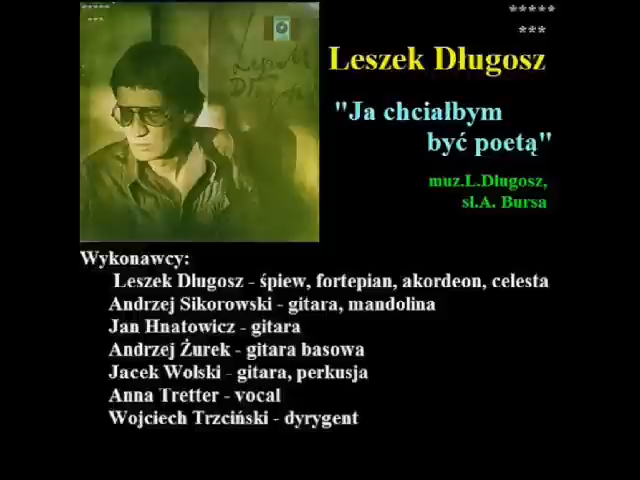 *****
***
*****
***
Leszek
Długosz
Leszek Długosz
"Ja chciałbym
być poetą"
muz.L.Długosz,
sł.A. Bursa
Wykonawcy:
Leszek Długosz - śpiew, fortepian, akordeon, celesta
Andrzej Sikorowski - gitara, mandolina
Jan Hnatowicz - gitara
Andrzej Żurek - gitara basowa
Jacek Wolski - gitara, perkusja
Anna Tretter - vocal
Wojciech Trzciński - dyrygent